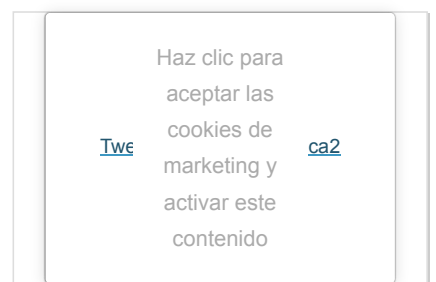 Haz clic para
aceptar las
cookies de
Twe
ca2
marketing y
activar este
contenido